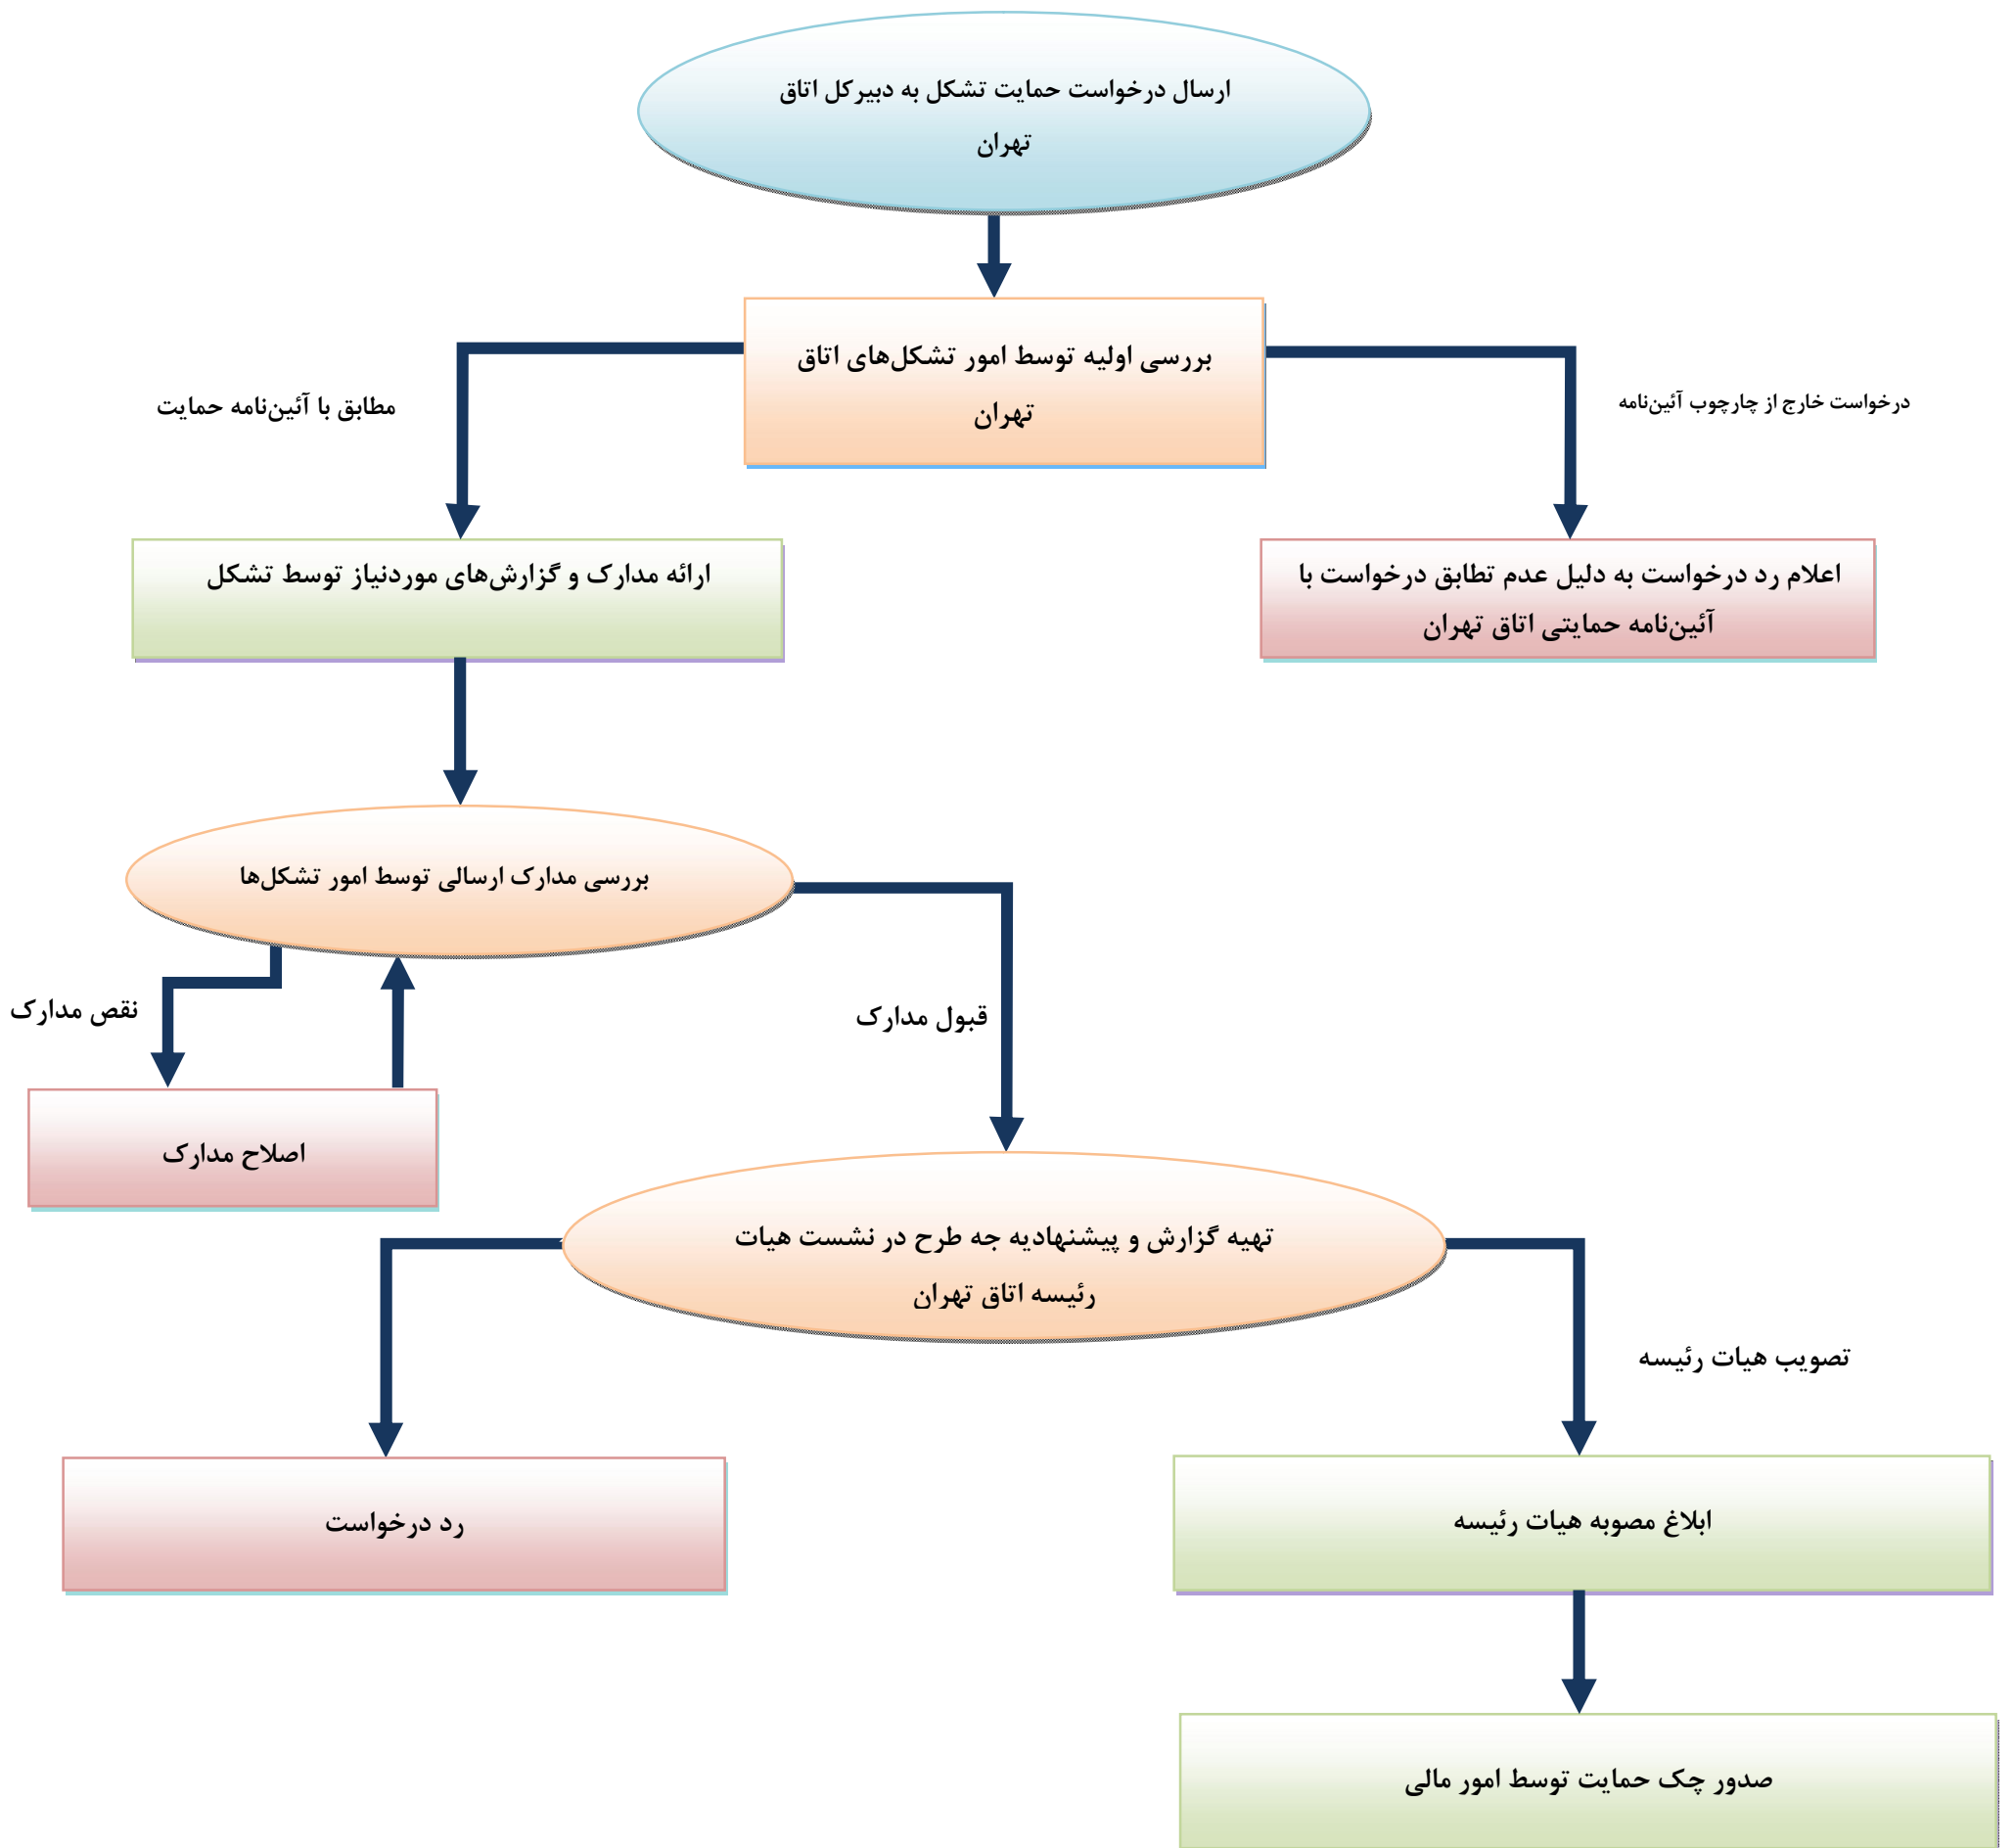 ارسال درخواست حمایت تشکل به دبیرکل اتاق
تهران
بررسی اولیه توسط امور تشکل‌های اتاق
تهران
درخواست خارج از چارچوب آئین‌نامه
مطابق با آئین‌نامه حمایت
اعلام رد درخواست به دلیل عدم تطابق درخواست با
آئین‌نامه حمایتی اتاق تهران
ارائه مدارک و گزارش‌های موردنیاز توسط تشکل
بررسی مدارک ارسالی توسط امور تشکل‌ها
قبول مدارک
نقص مدارک
اصلاح مدارک
تهیه گزارش و پیشنهادیه جه طرح در نشست هیات
رئیسه اتاق تهران
تصویب هیات رئیسه
ابلاغ مصوبه هیات رئیسه
رد درخواست
صدور چک حمایت توسط امور مالی